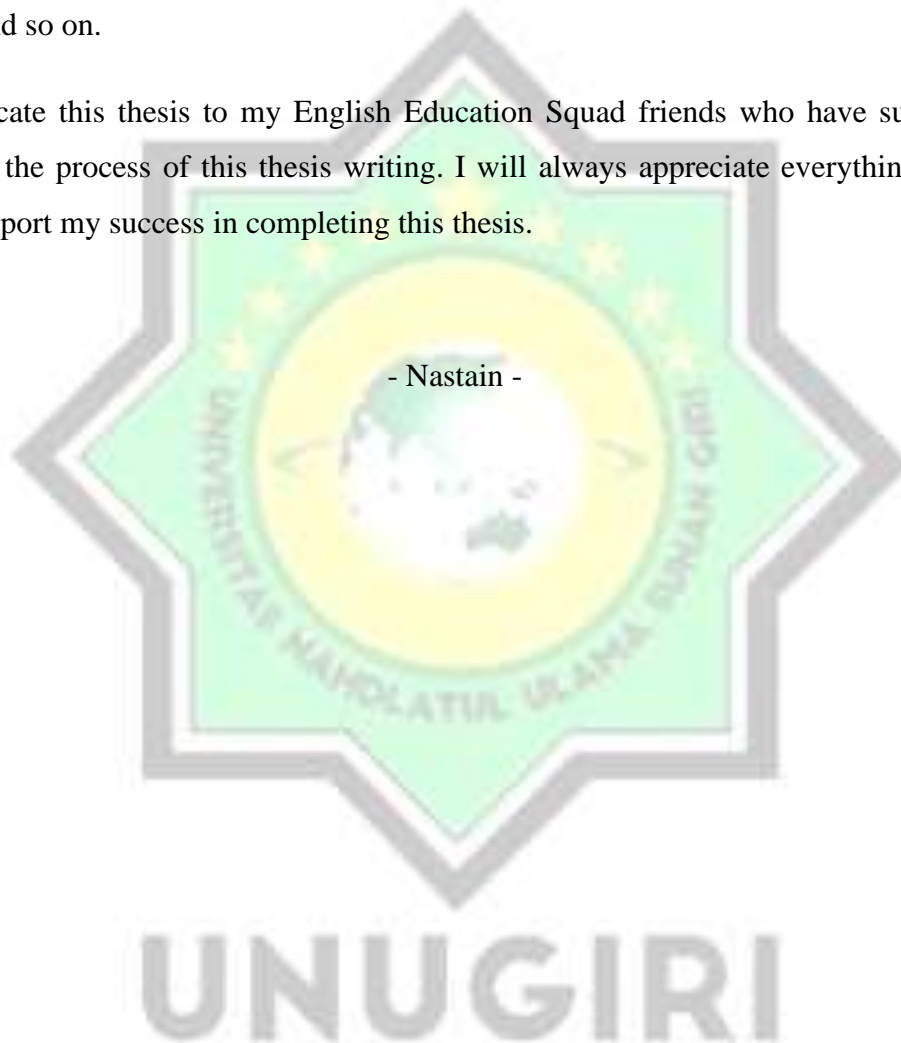 d so on.
cate this thesis to my English Education Squad friends who have su
the process of this thesis writing. I will always appreciate everythin
port my success in completing this thesis.
- Nastain -
UNIVERSITAS NAHDLATUL ULAMA SUNAN GIRI
UNUGIRI